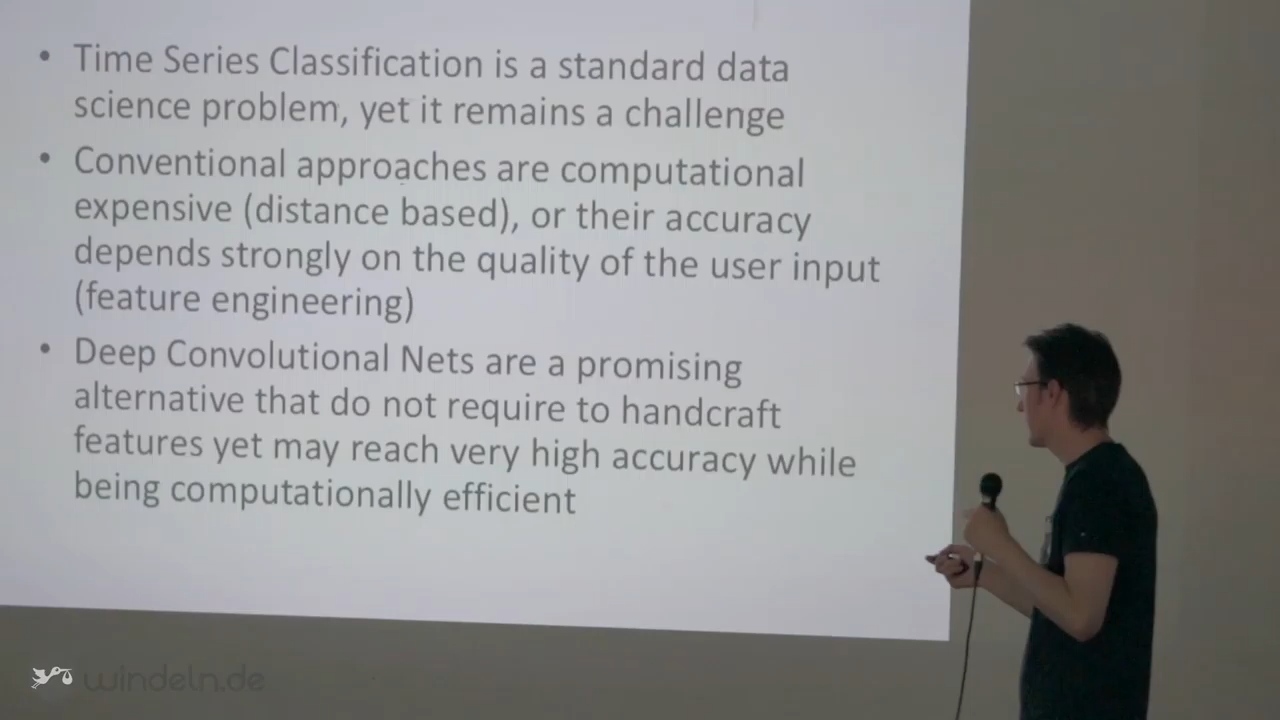 • Time Series Classification is a standard data
science problem, yet it remains a challenge
• Conventional approaches are computational
expensive (distance based), or their accuracy
depends strongly on the quality of the user input
(feature engineering)
• Deep Convolutional Nets are a promising
alternative that do not require to handcraft
features yet may reach very high accuracy while
being computationally efficient
windeln.de